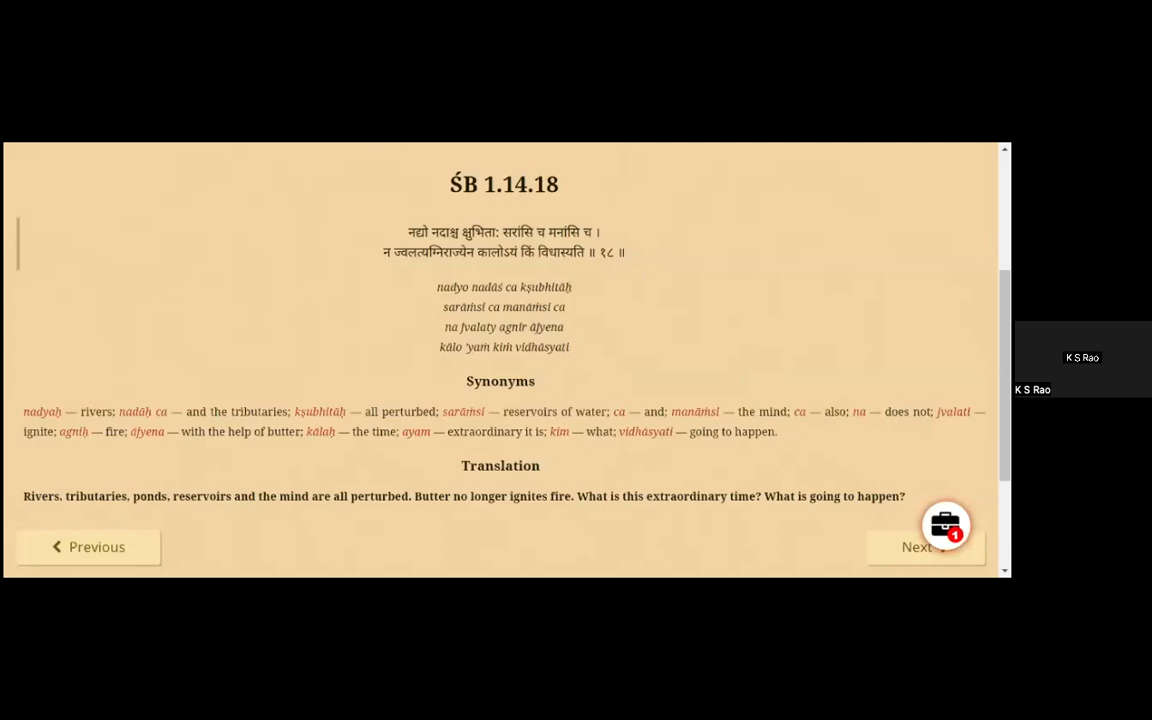 ŚB 1.14.18
नद्यो नदाश्च क्षुभिता: सरांसि च मनांसि च ।
न ज्वलत्यग्निराज्येन कालोऽयं किं विधास्यति ॥ १८ ॥
nadyo nadāś ca kṣubhitāḥ
sarāṁsi ca manāṁsi ca
na jvalaty agnir ājyena
kālo 'yaṁ kiṁ vidhāsyati
Synonyms
nadyaḥ — rivers; nadāḥ ca — and the tributaries; kṣubhitāḥ — all perturbed; sarāṁsi — reservoirs of water; ca — and; manāṁsi — the mind; ca — also; na — does not; jvalati —
ignite; agniḥ — fire; ājyena — with the help of butter; kālaḥ — the time; ayam — extraordinary it is; kim — what; vidhāsyati — going to happen.
Translation
Rivers, tributaries, ponds, reservoirs and the mind are all perturbed. Butter no longer ignites fire. What is this extraordinary time? What is going to happen?
Previous
Next
1
K S Rao
K S Rao